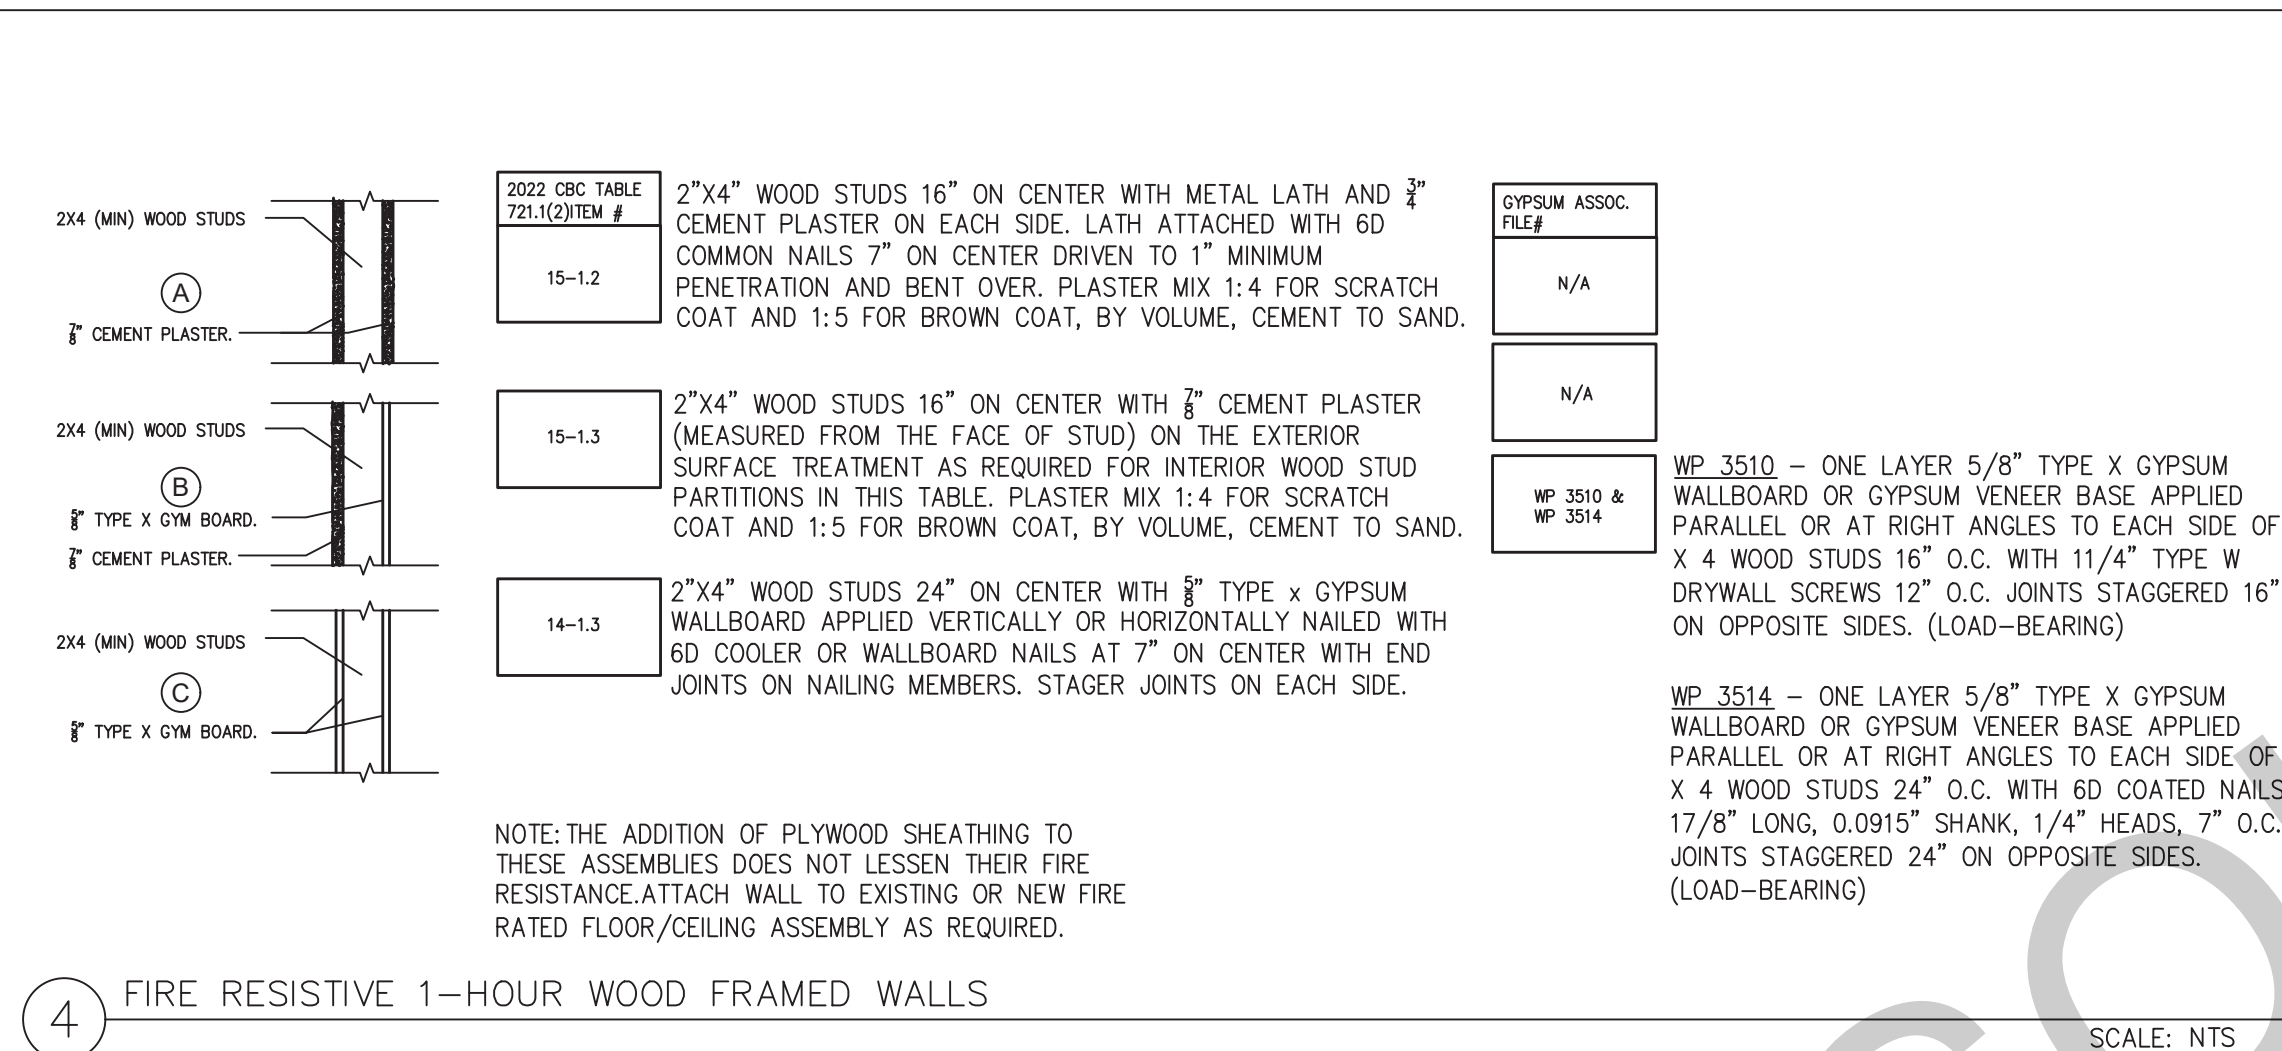 2X4 (MIN) WOOD STUDS
A
7/8" CEMENT PLASTER.
2022 CBC TABLE
721.1(2)ITEM #
15-1.2
2"X4" WOOD STUDS 16" ON CENTER WITH METAL LATH AND 3/4"
CEMENT PLASTER ON EACH SIDE. LATH ATTACHED WITH 6D
COMMON NAILS 7" ON CENTER DRIVEN TO 1" MINIMUM
PENETRATION AND BENT OVER. PLASTER MIX 1:4 FOR SCRATCH
COAT AND 1:5 FOR BROWN COAT, BY VOLUME, CEMENT TO SAND.
GYPSUM ASSOC.
FILE#
N/A
2X4 (MIN) WOOD STUDS
B
5/8" TYPE X GYM BOARD.
7/8" CEMENT PLASTER.
15-1.3
2"X4" WOOD STUDS 16" ON CENTER WITH 7/8" CEMENT PLASTER
(MEASURED FROM THE FACE OF STUD) ON THE EXTERIOR
SURFACE TREATMENT AS REQUIRED FOR INTERIOR WOOD STUD
PARTITIONS IN THIS TABLE. PLASTER MIX 1:4 FOR SCRATCH
COAT AND 1:5 FOR BROWN COAT, BY VOLUME, CEMENT TO SAND.
N/A
2X4 (MIN) WOOD STUDS
C
5/8" TYPE X GYM BOARD.
14-1.3
2"X4" WOOD STUDS 24" ON CENTER WITH 5/8" TYPE x GYPSUM
WALLBOARD APPLIED VERTICALLY OR HORIZONTALLY NAILED WITH
6D COOLER OR WALLBOARD NAILS AT 7" ON CENTER WITH END
JOINTS ON NAILING MEMBERS. STAGER JOINTS ON EACH SIDE.
WP 3510 &
WP 3514
WP 3510 – ONE LAYER 5/8" TYPE X GYPSUM
WALLBOARD OR GYPSUM VENEER BASE APPLIED
PARALLEL OR AT RIGHT ANGLES TO EACH SIDE OF
X 4 WOOD STUDS 16" O.C. WITH 11/4" TYPE W
DRYWALL SCREWS 12" O.C. JOINTS STAGGERED 16"
ON OPPOSITE SIDES. (LOAD-BEARING)
WP 3514 – ONE LAYER 5/8" TYPE X GYPSUM
WALLBOARD OR GYPSUM VENEER BASE APPLIED
PARALLEL OR AT RIGHT ANGLES TO EACH SIDE OF
X 4 WOOD STUDS 24" O.C. WITH 6D COATED NAILS
17/8" LONG, 0.0915" SHANK, 1/4" HEADS, 7" O.C.
JOINTS STAGGERED 24" ON OPPOSITE SIDES.
(LOAD-BEARING)
NOTE: THE ADDITION OF PLYWOOD SHEATHING TO
THESE ASSEMBLIES DOES NOT LESSEN THEIR FIRE
RESISTANCE.ATTACH WALL TO EXISTING OR NEW FIRE
RATED FLOOR/CEILING ASSEMBLY AS REQUIRED.
4
FIRE RESISTIVE 1-HOUR WOOD FRAMED WALLS
SCALE: NTS